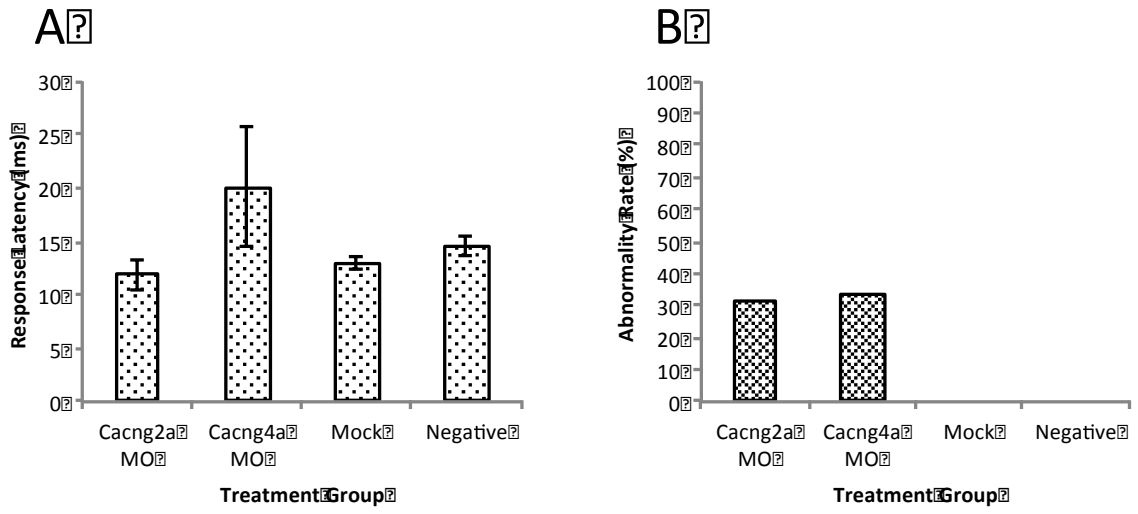 A
30
25
20
15
10
5
0
Response Latency (ms)
Cacng2a MO
Cacng4a MO
Mock
Negative
Treatment Group
B
100
90
80
70
60
50
40
30
20
10
0
Abnormality Rate (%)
Cacng2a MO
Cacng4a MO
Mock
Negative
Treatment Group